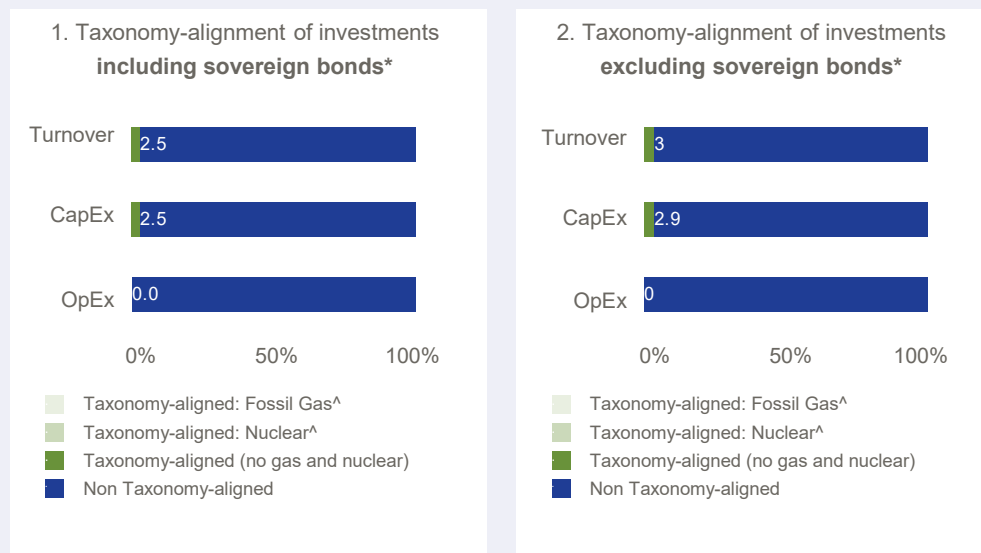 1. Taxonomy-alignment of investments
including sovereign bonds*
Turnover
2.5
CapEx
2.5
OpEx
0.0
0% 50% 100%
Taxonomy-aligned: Fossil Gas^
Taxonomy-aligned: Nuclear^
Taxonomy-aligned (no gas and nuclear)
Non Taxonomy-aligned
2. Taxonomy-alignment of investments
excluding sovereign bonds*
Turnover
3
CapEx
2.9
OpEx
0
0% 50% 100%
Taxonomy-aligned: Fossil Gas^
Taxonomy-aligned: Nuclear^
Taxonomy-aligned (no gas and nuclear)
Non Taxonomy-aligned